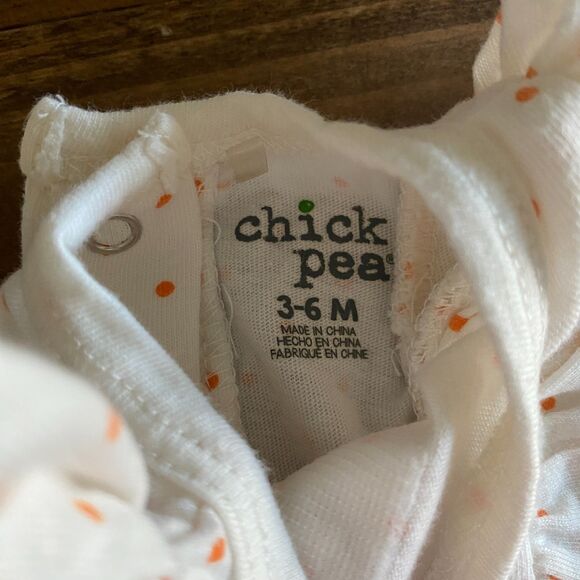 chick
pea
3-6 M
MADE IN CHINA
HECHO EN CHINA
FABRIQUÉ EN CHINE